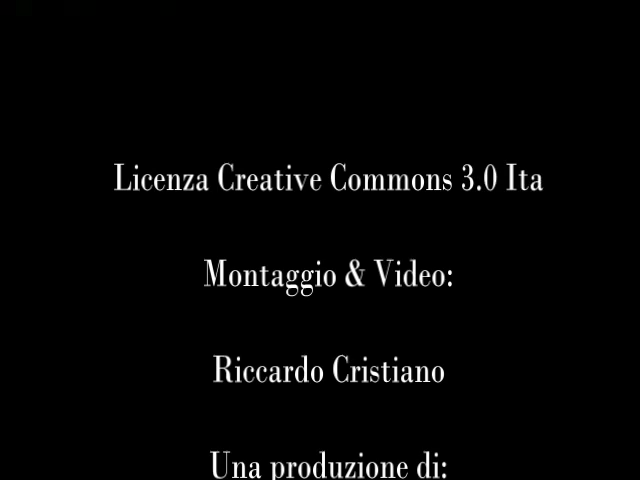 Licenza Creative Commons 3.0 Ita
Montaggio & Video:
Riccardo Cristiano
Una produzione di: